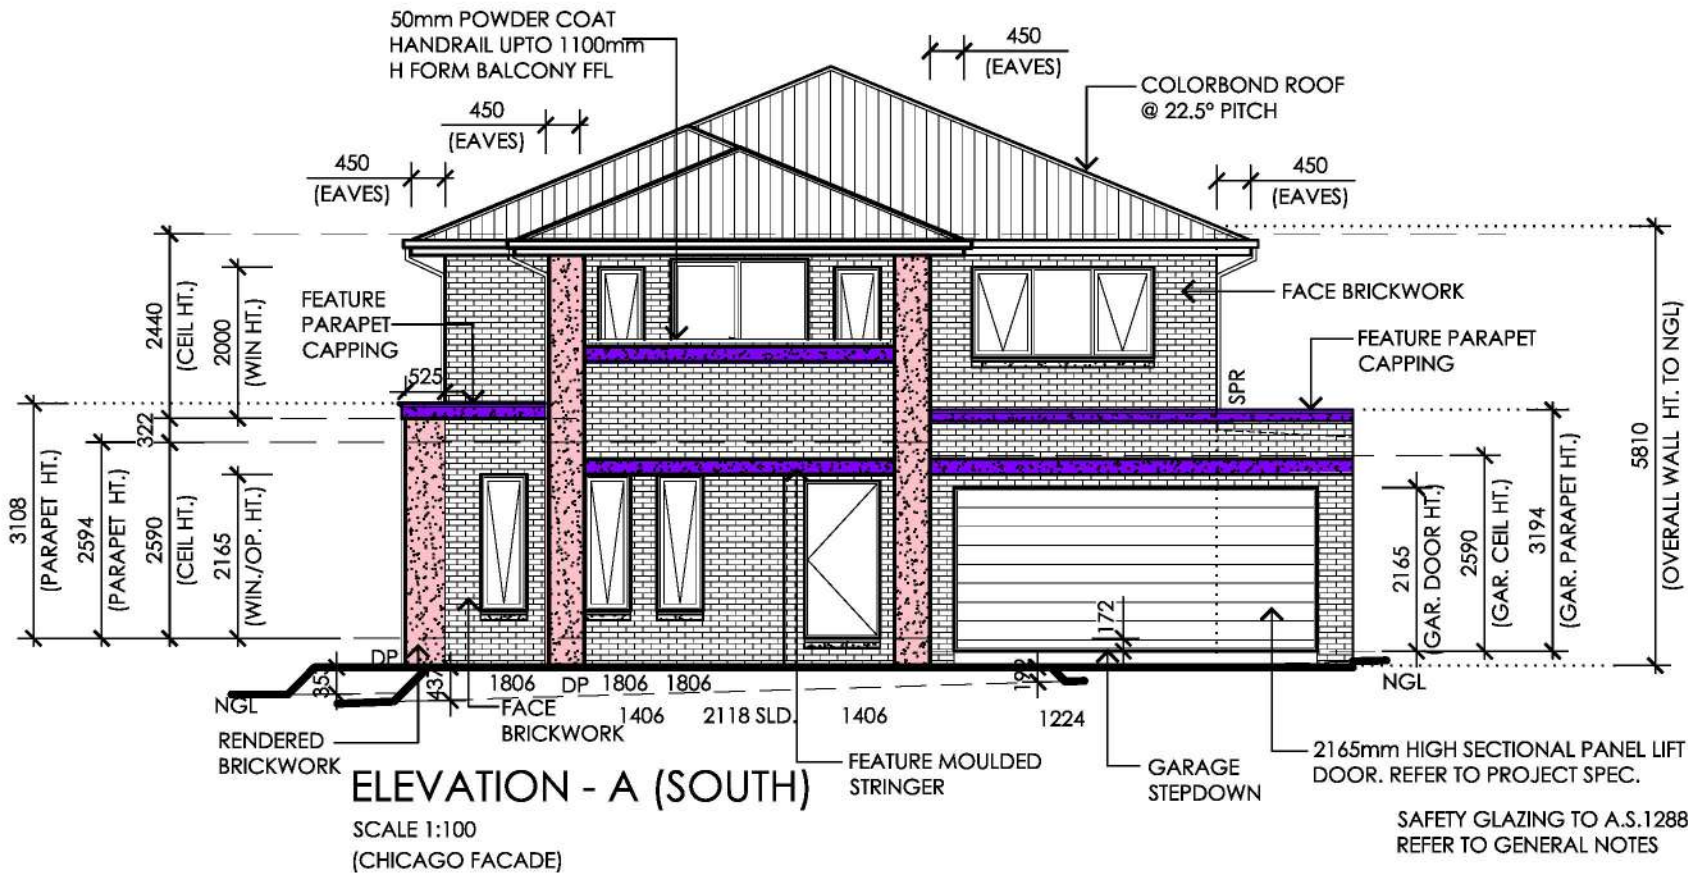 50mm POWDER COAT
HANDRAIL UPTO 1100mm
H FORM BALCONY FFL
450
(EAVES)
450
(EAVES)
450
(EAVES)
COLORBOND ROOF
@ 22.5° PITCH
450
(EAVES)
2440
(CEIL HT.)
2000
(WIN HT.)
FEATURE
PARAPET
CAPPING
525
FACE BRICKWORK
FEATURE PARAPET
CAPPING
SPR
5810
(OVERALL WALL HT. TO NGL)
3108
(PARAPET HT.)
2594
(PARAPET HT.)
322
2590
(CEIL HT.)
2165
(WIN./OP. HT.)
172
2165
(GAR. DOOR HT.)
2590
(GAR. CEIL HT.)
3194
(GAR. PARAPET HT.)
DP
437
1806
DP
1806
1806
NGL
NGL
FACE
BRICKWORK
1406
2118 SLD.
1406
1224
RENDERED
BRICKWORK
FEATURE MOULDED
STRINGER
GARAGE
STEPDOWN
2165mm HIGH SECTIONAL PANEL LIFT
DOOR. REFER TO PROJECT SPEC.
ELEVATION - A (SOUTH)
SCALE 1:100
(CHICAGO FACADE)
SAFETY GLAZING TO A.S.1288
REFER TO GENERAL NOTES